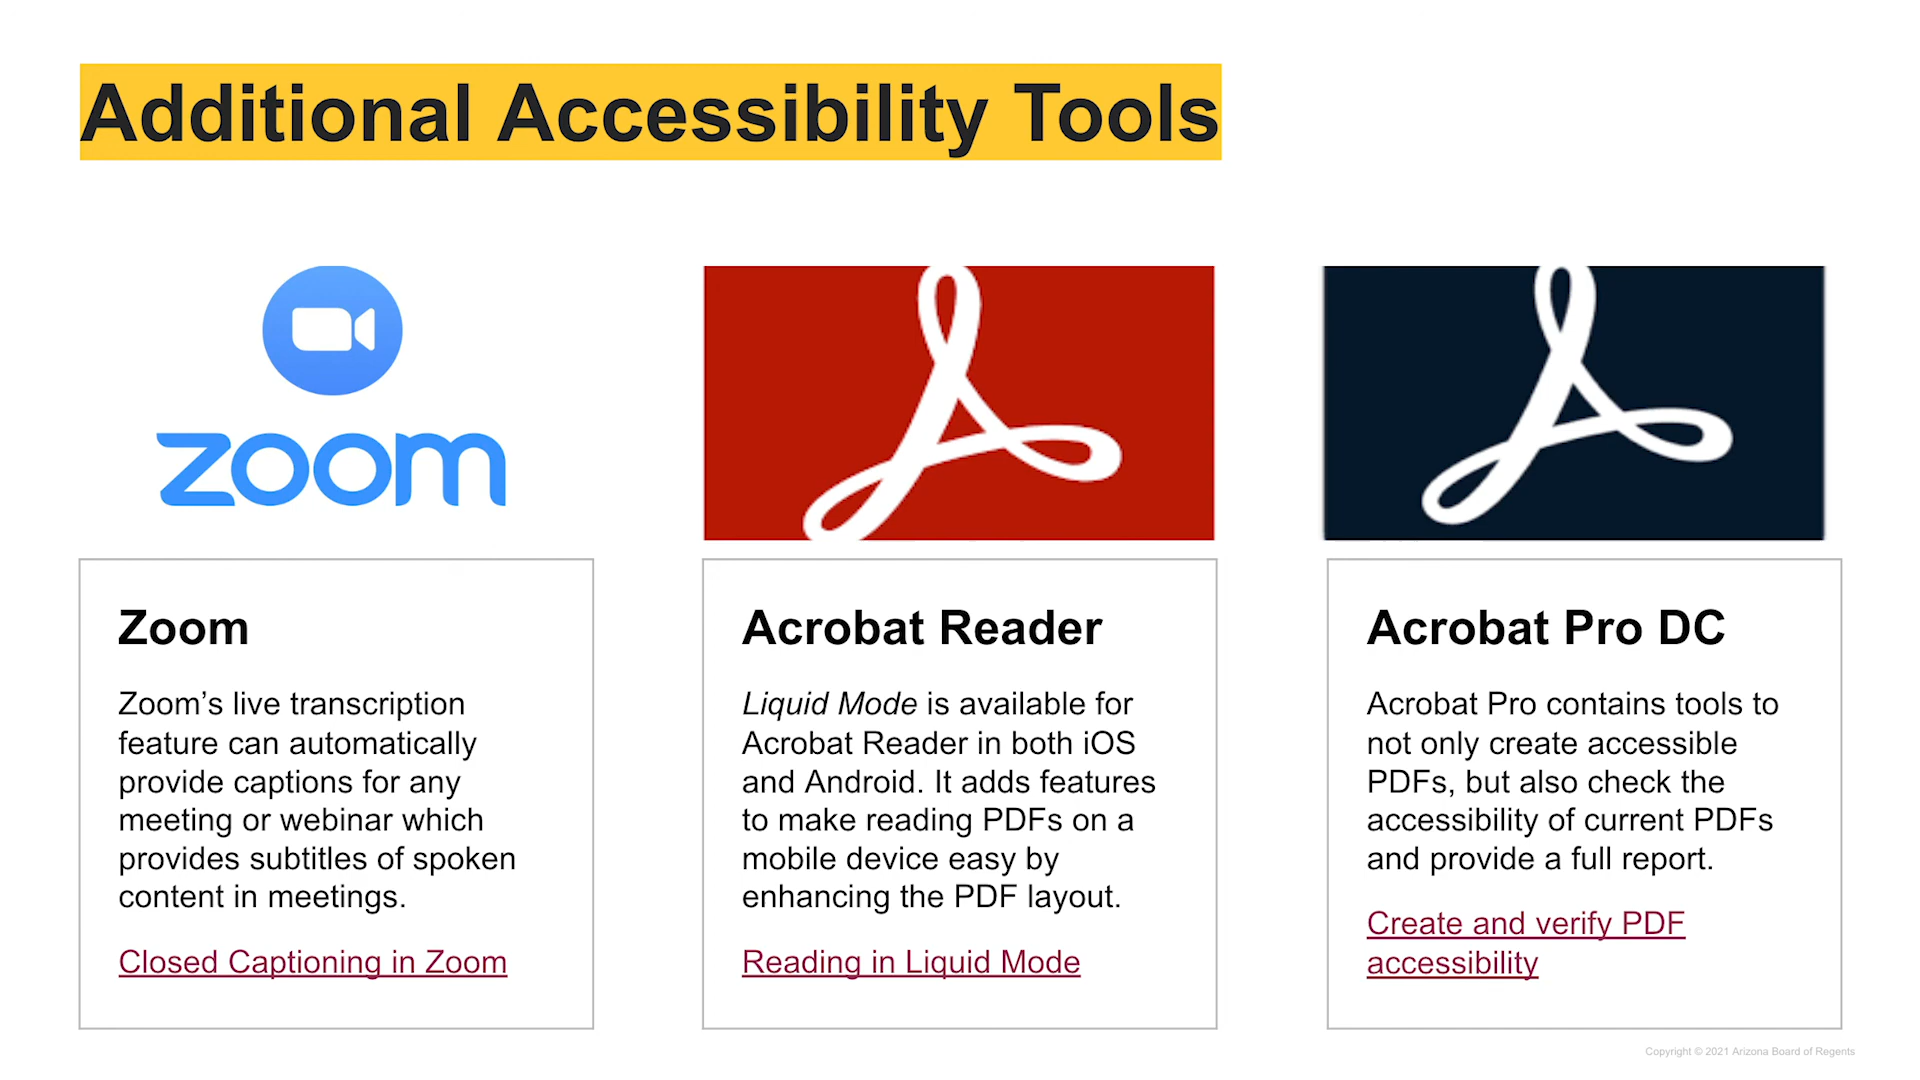 Additional Accessibility Tools
zoom
Zoom
Zoom’s live transcription
feature can automatically
provide captions for any
meeting or webinar which
provides subtitles of spoken
content in meetings.
Closed Captioning in Zoom
Acrobat Reader
Liquid Mode is available for
Acrobat Reader in both iOS
and Android. It adds features
to make reading PDFs on a
mobile device easy by
enhancing the PDF layout.
Reading in Liquid Mode
Acrobat Pro DC
Acrobat Pro contains tools to
not only create accessible
PDFs, but also check the
accessibility of current PDFs
and provide a full report.
Create and verify PDF
accessibility
Copyright © 2021 Arizona Board of Regents